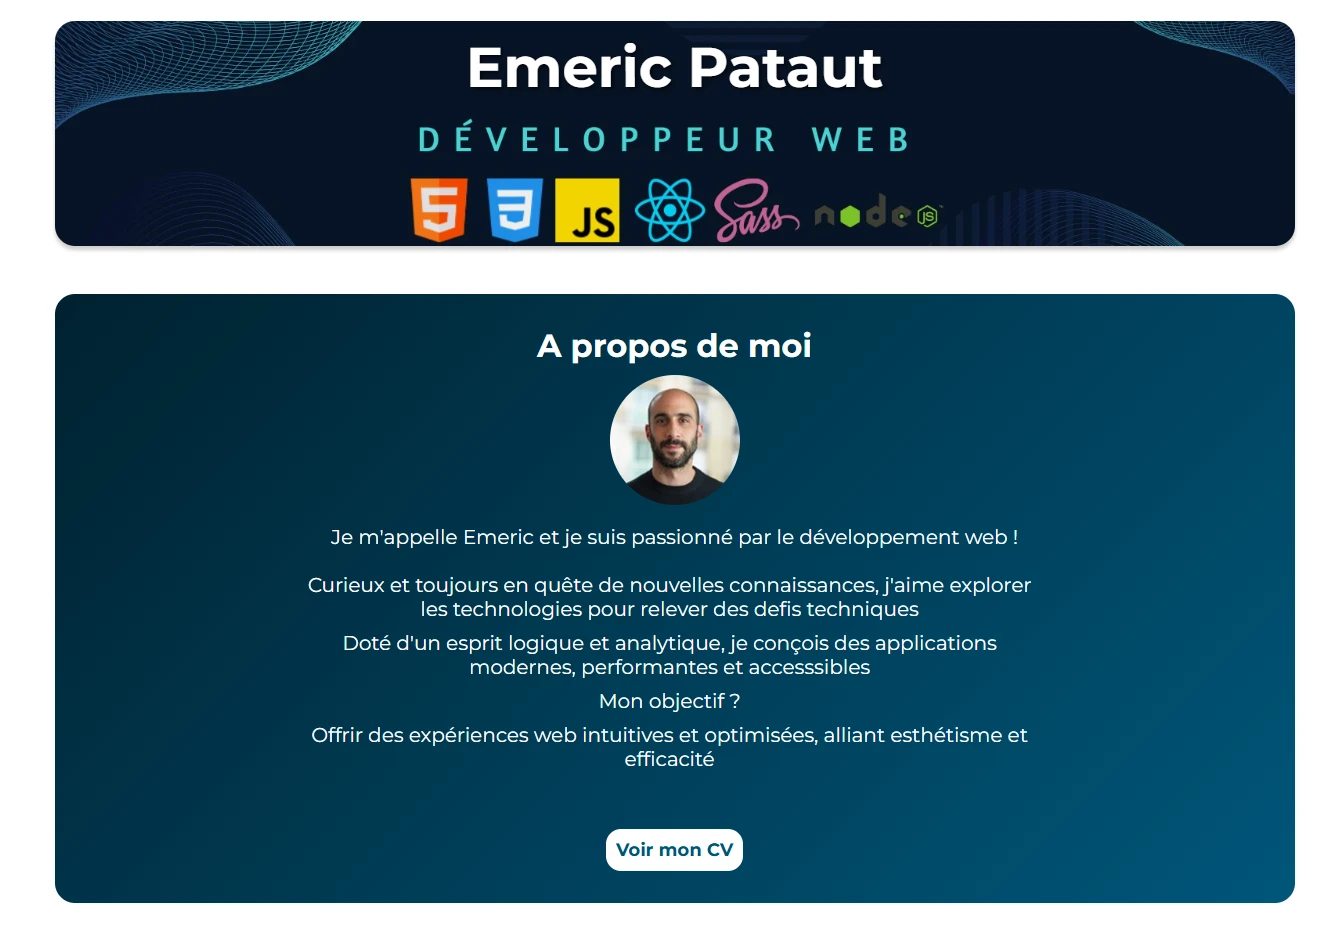 Emeric Pataut
DÉVELOPPEUR WEB
5 3 JS Sass node JS
A propos de moi
Je m'appelle Emeric et je suis passionné par le développement web !
Curieux et toujours en quête de nouvelles connaissances, j'aime explorer
les technologies pour relever des defis techniques
Doté d'un esprit logique et analytique, je conçois des applications
modernes, performantes et accesssibles
Mon objectif ?
Offrir des expériences web intuitives et optimisées, alliant esthétisme et
efficacité
Voir mon CV